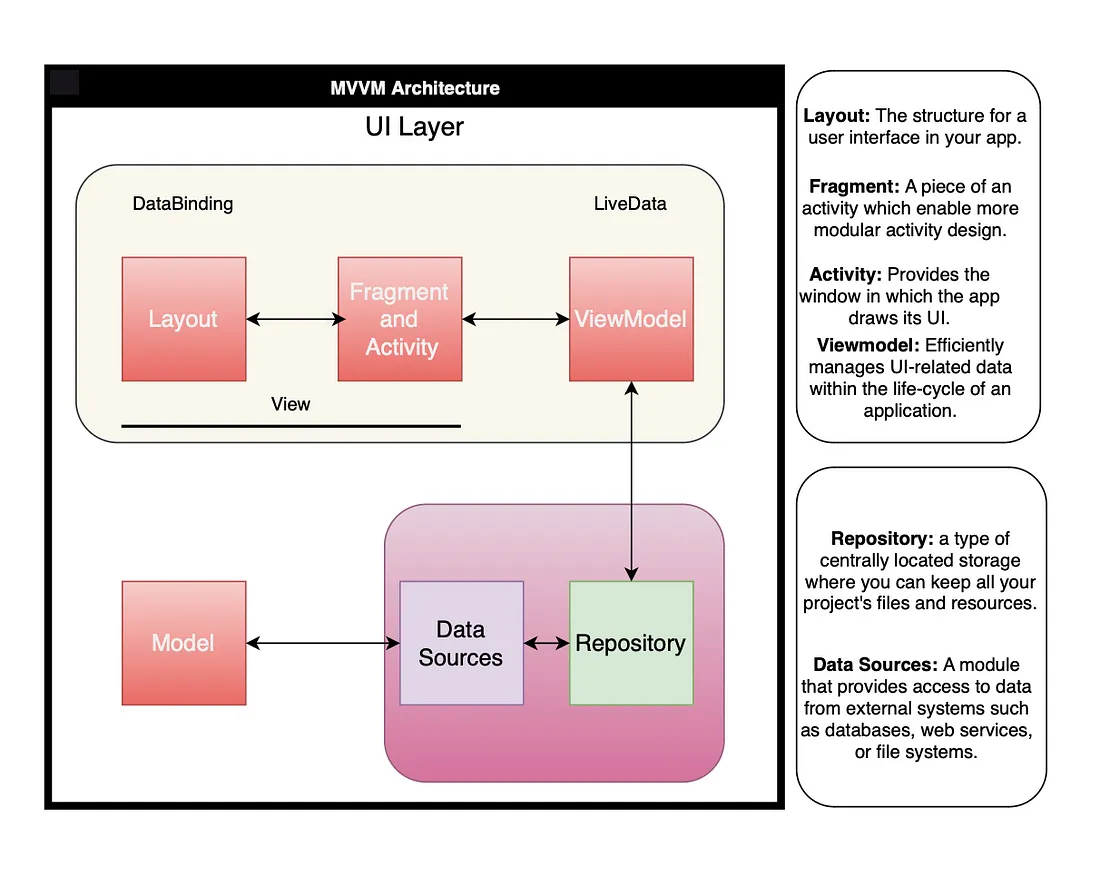 MVVM Architecture
UI Layer
DataBinding
LiveData
Layout
Fragment
and
Activity
ViewModel
View
Model
Data
Sources
Repository
Layout: The structure for a
user interface in your app.
Fragment: A piece of an
activity which enable more
modular activity design.
Activity: Provides the
window in which the app
draws its UI.
Viewmodel: Efficiently
manages UI-related data
within the life-cycle of an
application.
Repository: a type of
centrally located storage
where you can keep all your
project's files and resources.
Data Sources: A module
that provides access to data
from external systems such
as databases, web services,
or file systems.